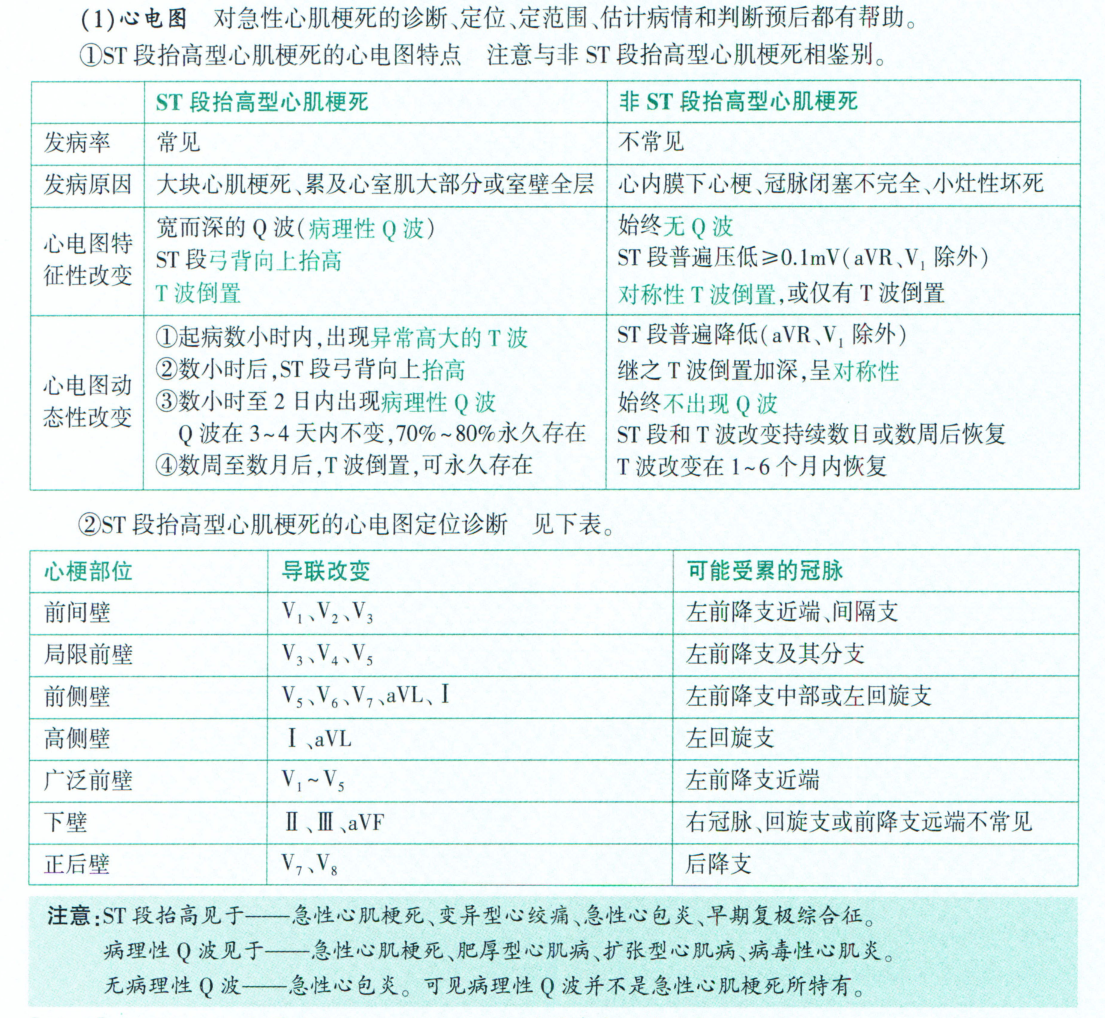 (1)心电图 对急性心肌梗死的诊断、定位、定范围、估计病情和判断预后都有帮助。
①ST 段抬高型心肌梗死的心电图特点 注意与非 ST 段抬高型心肌梗死相鉴别。
ST 段抬高型心肌梗死 非 ST 段抬高型心肌梗死
发病率 常见 不常见
发病原因 大块心肌梗死、累及心室肌大部分或室壁全层 心内膜下心梗、冠脉闭塞不完全、小灶性坏死
心电图特
征性改变
宽而深的 Q 波(病理性 Q 波)
ST 段弓背向上抬高
T 波倒置
始终无 Q 波
ST 段普遍压低≥0.1mV(aVR、V₁ 除外)
对称性 T 波倒置,或仅有 T 波倒置
心电图动
态性改变
①起病数小时内,出现异常高大的 T 波
②数小时后,ST 段弓背向上抬高
③数小时至 2 日内出现病理性 Q 波
Q 波在 3~4 天内不变,70%~80%永久存在
④数周至数月后,T 波倒置,可永久存在
ST 段普遍降低(aVR、V₁ 除外)
继之 T 波倒置加深,呈对称性
始终不出现 Q 波
ST 段和 T 波改变持续数日或数周后恢复
T 波改变在 1~6 个月内恢复
②ST 段抬高型心肌梗死的心电图定位诊断 见下表。
心梗部位 导联改变 可能受累的冠脉
前间壁 V₁、V₂、V₃ 左前降支近端、间隔支
局限前壁 V₃、V₄、V₅ 左前降支及其分支
前侧壁 V₅、V₆、V₇、aVL、Ⅰ 左前降支中部或左回旋支
高侧壁 Ⅰ、aVL 左回旋支
广泛前壁 V₁~V₅ 左前降支近端
下壁 Ⅱ、Ⅲ、aVF 右冠脉、回旋支或前降支远端不常见
正后壁 V₇、V₈ 后降支
注意:ST 段抬高见于——急性心肌梗死、变异型心绞痛、急性心包炎、早期复极综合征。
病理性 Q 波见于——急性心肌梗死、肥厚型心肌病、扩张型心肌病、病毒性心肌炎。
无病理性 Q 波——急性心包炎。可见病理性 Q 波并不是急性心肌梗死所特有。